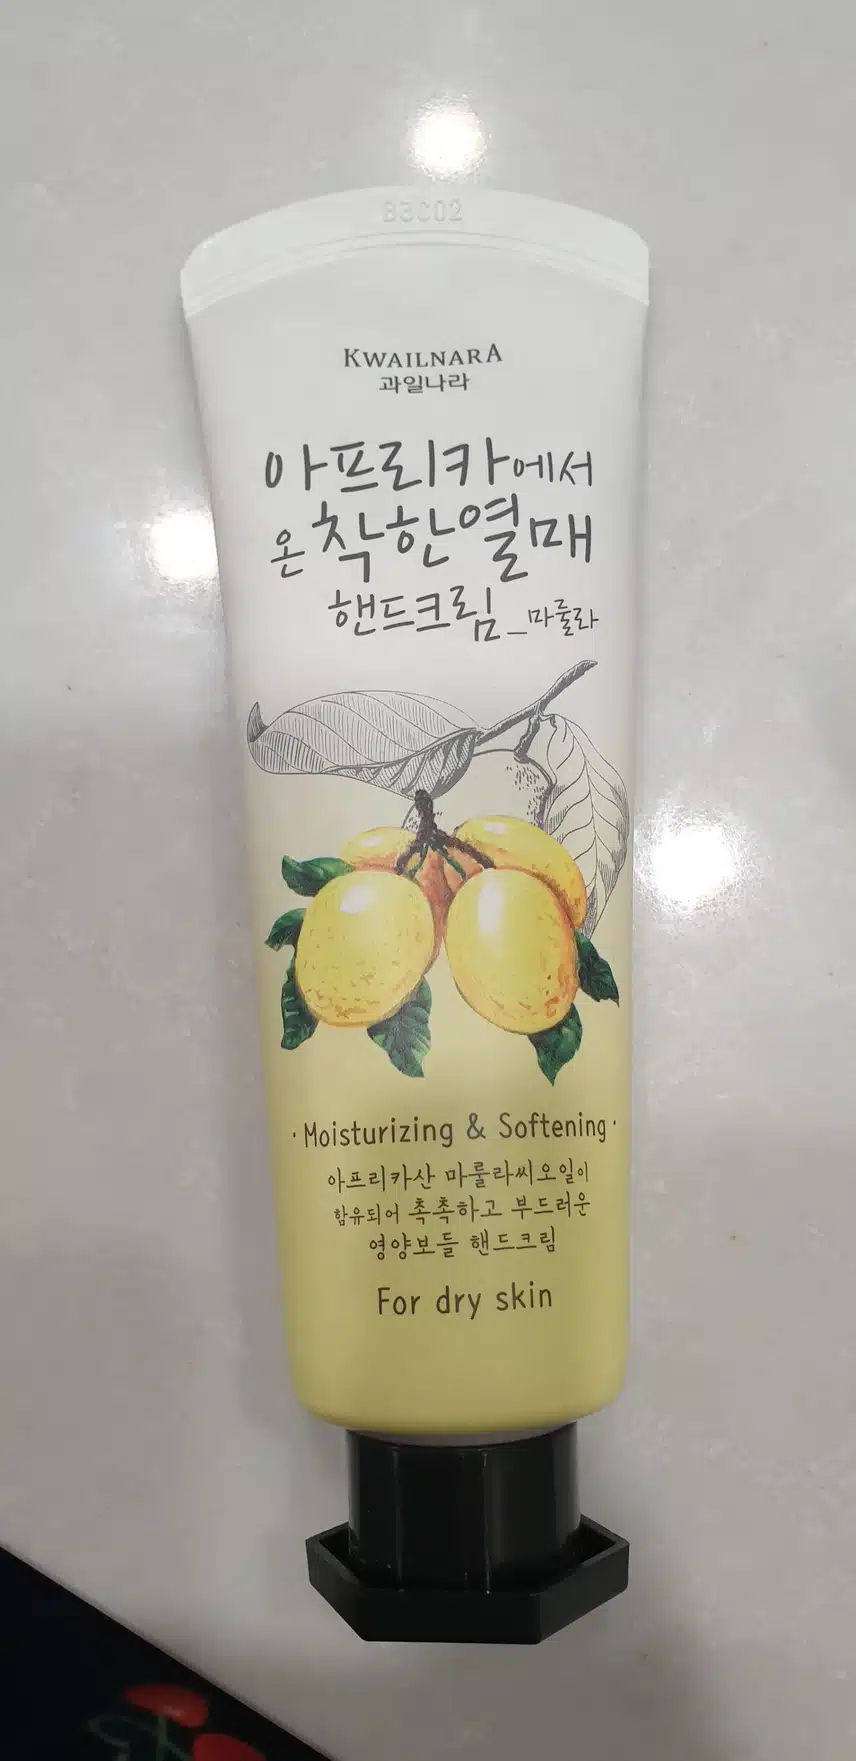 B3C02
KWAILNARA
과일나라
아프리카에서
온 착한열매
핸드크림_마룰라
· Moisturizing & Softening ·
아프리카산 마룰라씨오일이
함유되어 촉촉하고 부드러운
영양보들 핸드크림
For dry skin